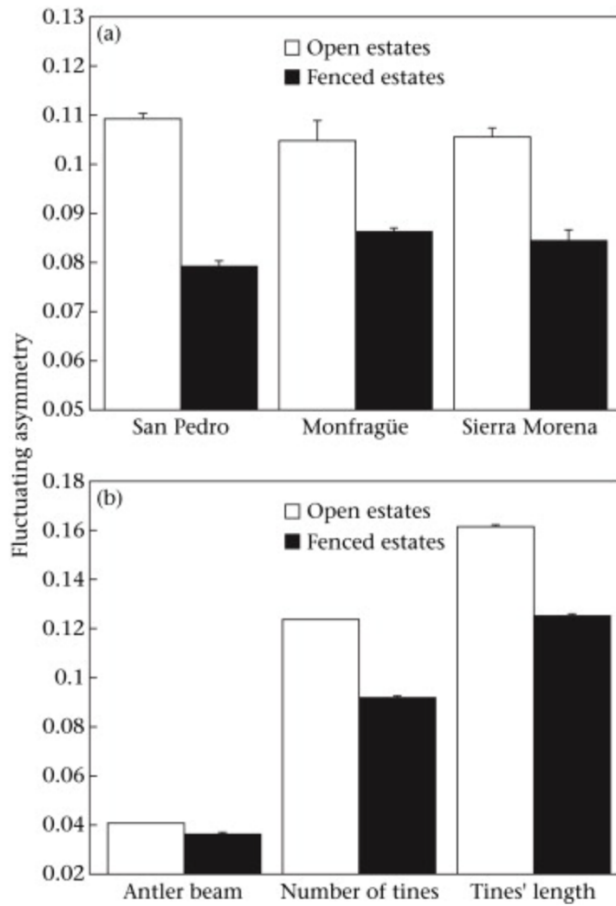 Fluctuating asymmetry
(a)
Open estates
Fenced estates
0.13
0.12
0.11
0.1
0.09
0.08
0.07
0.06
0.05
San Pedro Monfragüe Sierra Morena
(b)
Open estates
Fenced estates
0.18
0.16
0.14
0.12
0.1
0.08
0.06
0.04
0.02
Antler beam Number of tines Tines' length